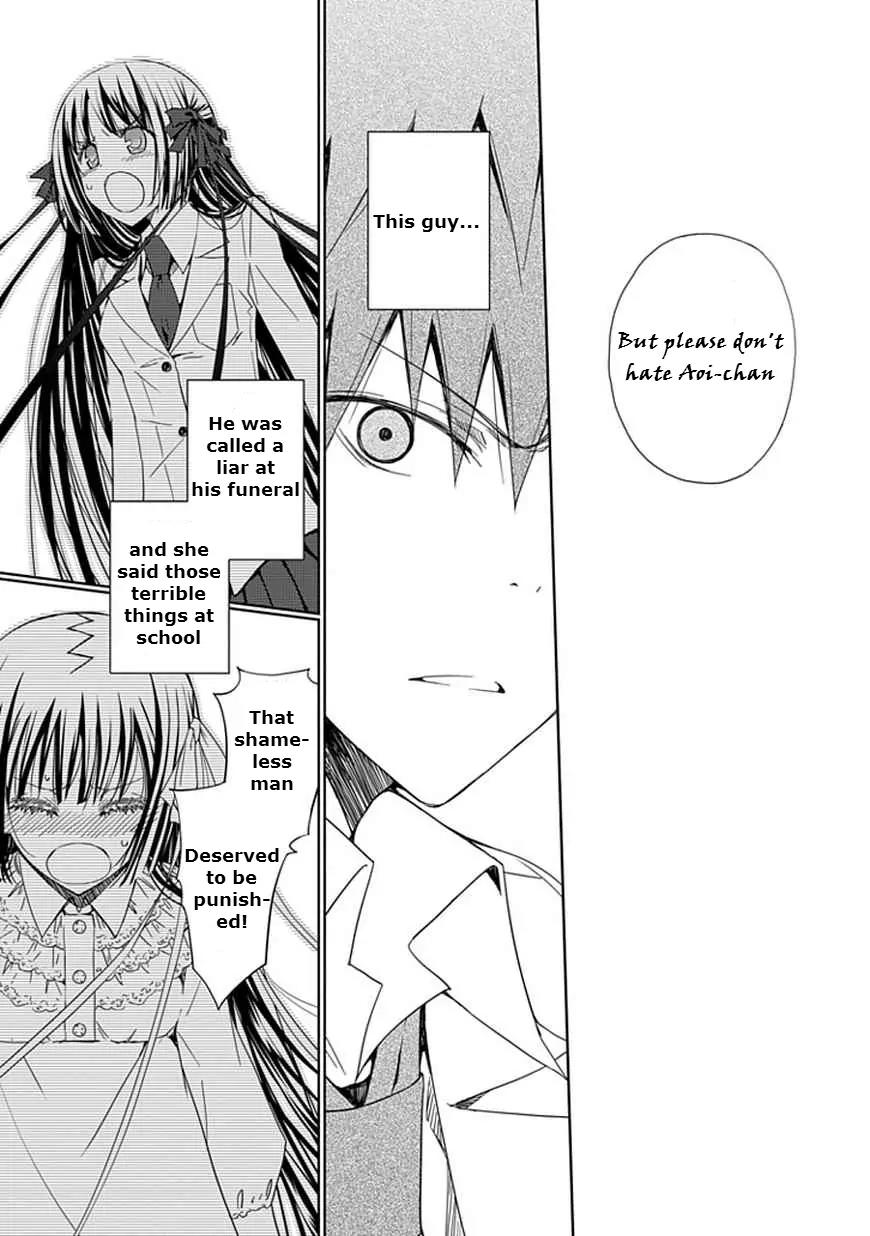 But please don't
hate Aoi-chan
This guy...
He was
called a
liar at
his funeral
and she
said those
terrible
things at
school
That
shame-
less
man
Deserved
to be
punish-
ed!